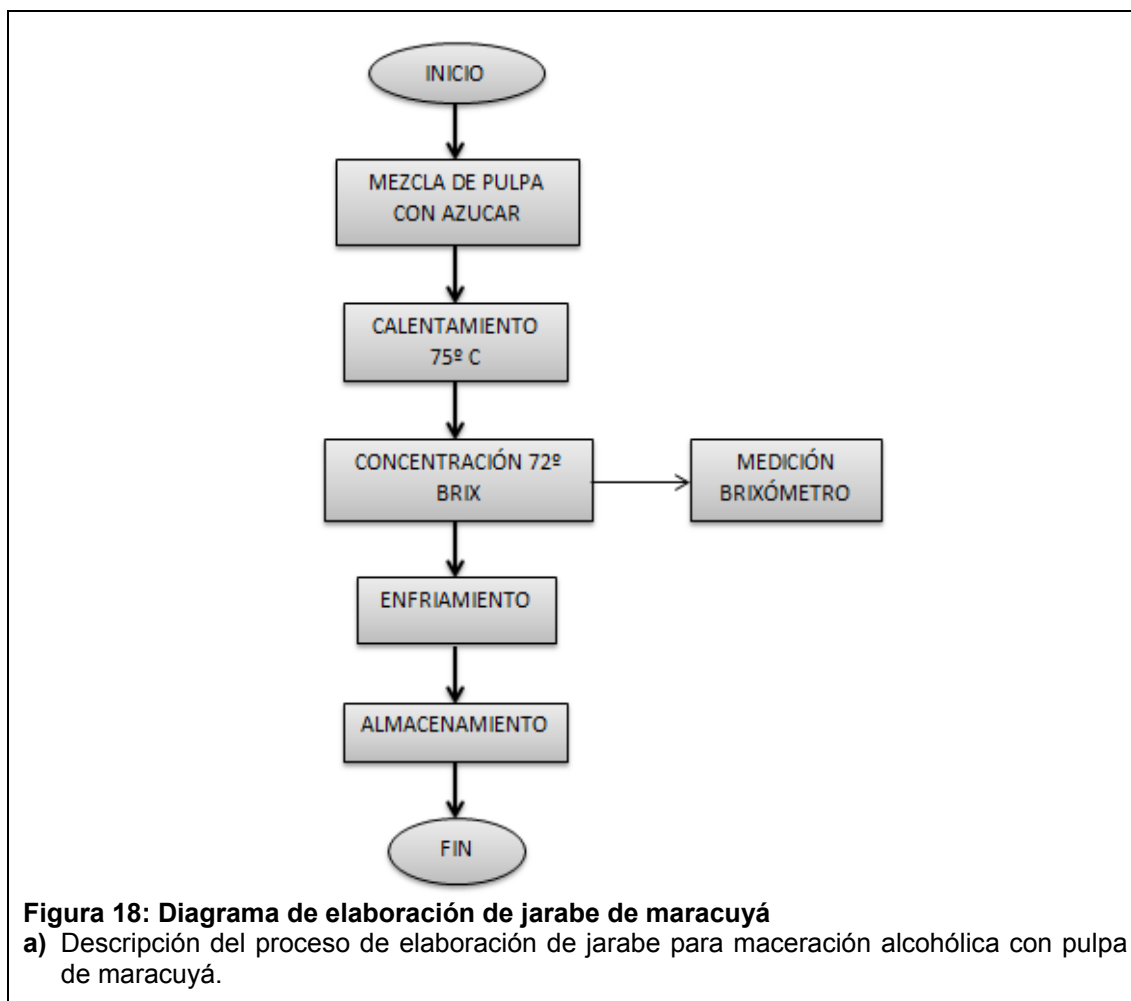 INICIO
MEZCLA DE PULPA
CON AZUCAR
CALENTAMIENTO
75º C
CONCENTRACIÓN 72º
BRIX
MEDICIÓN
BRIXÓMETRO
ENFRIAMIENTO
ALMACENAMIENTO
FIN
Figura 18: Diagrama de elaboración de jarabe de maracuyá
a) Descripción del proceso de elaboración de jarabe para maceración alcohólica con pulpa
de maracuyá.